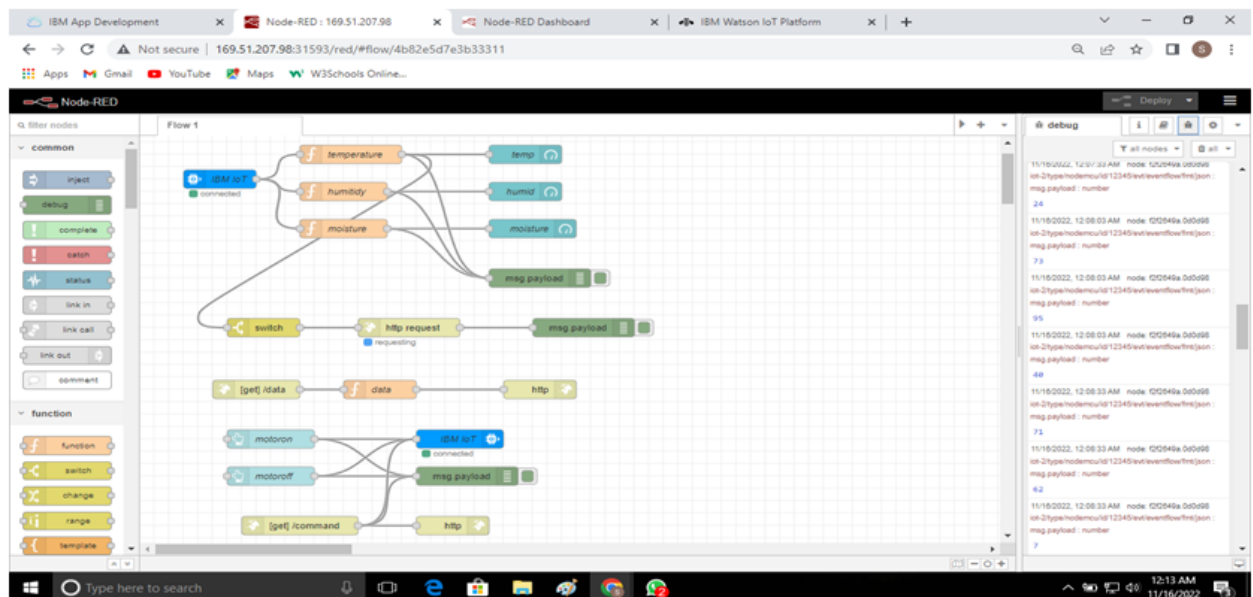 IBM App Development
Node-RED : 169.51.207.98
Node-RED Dashboard
IBM Watson IoT Platform
Not secure | 169.51.207.98:31593/red/#flow/4b82e5d7e3b33311
S
Apps Gmail YouTube Maps W3Schools Online...
Node-RED
Deploy
filter nodes
Flow 1
debug
all nodes
all
common
inject
debug
complete
catch
status
link in
link call
link out
comment
function
function
switch
change
range
template
IBM IoT
connected
temperature
humitidy
moisture
temp
humid
moisture
msg.payload
switch
http request
requesting
msg.payload
[get] /data
data
http
motoron
motoroff
IBM IoT
connected
msg.payload
[get] /command
http
11/16/2022, 12:07:33 AM node: f2f2649a.0d0d98
iot-2/type/nodemcu/id/12345/evt/eventflow/fmt/json :
msg.payload : number
24
11/16/2022, 12:08:03 AM node: f2f2649a.0d0d98
iot-2/type/nodemcu/id/12345/evt/eventflow/fmt/json :
msg.payload : number
73
11/16/2022, 12:08:03 AM node: f2f2649a.0d0d98
iot-2/type/nodemcu/id/12345/evt/eventflow/fmt/json :
msg.payload : number
95
11/16/2022, 12:08:03 AM node: f2f2649a.0d0d98
iot-2/type/nodemcu/id/12345/evt/eventflow/fmt/json :
msg.payload : number
40
11/16/2022, 12:08:33 AM node: f2f2649a.0d0d98
iot-2/type/nodemcu/id/12345/evt/eventflow/fmt/json :
msg.payload : number
71
11/16/2022, 12:08:33 AM node: f2f2649a.0d0d98
iot-2/type/nodemcu/id/12345/evt/eventflow/fmt/json :
msg.payload : number
62
11/16/2022, 12:08:33 AM node: f2f2649a.0d0d98
iot-2/type/nodemcu/id/12345/evt/eventflow/fmt/json :
msg.payload : number
7
Type here to search
12:13 AM
11/16/2022